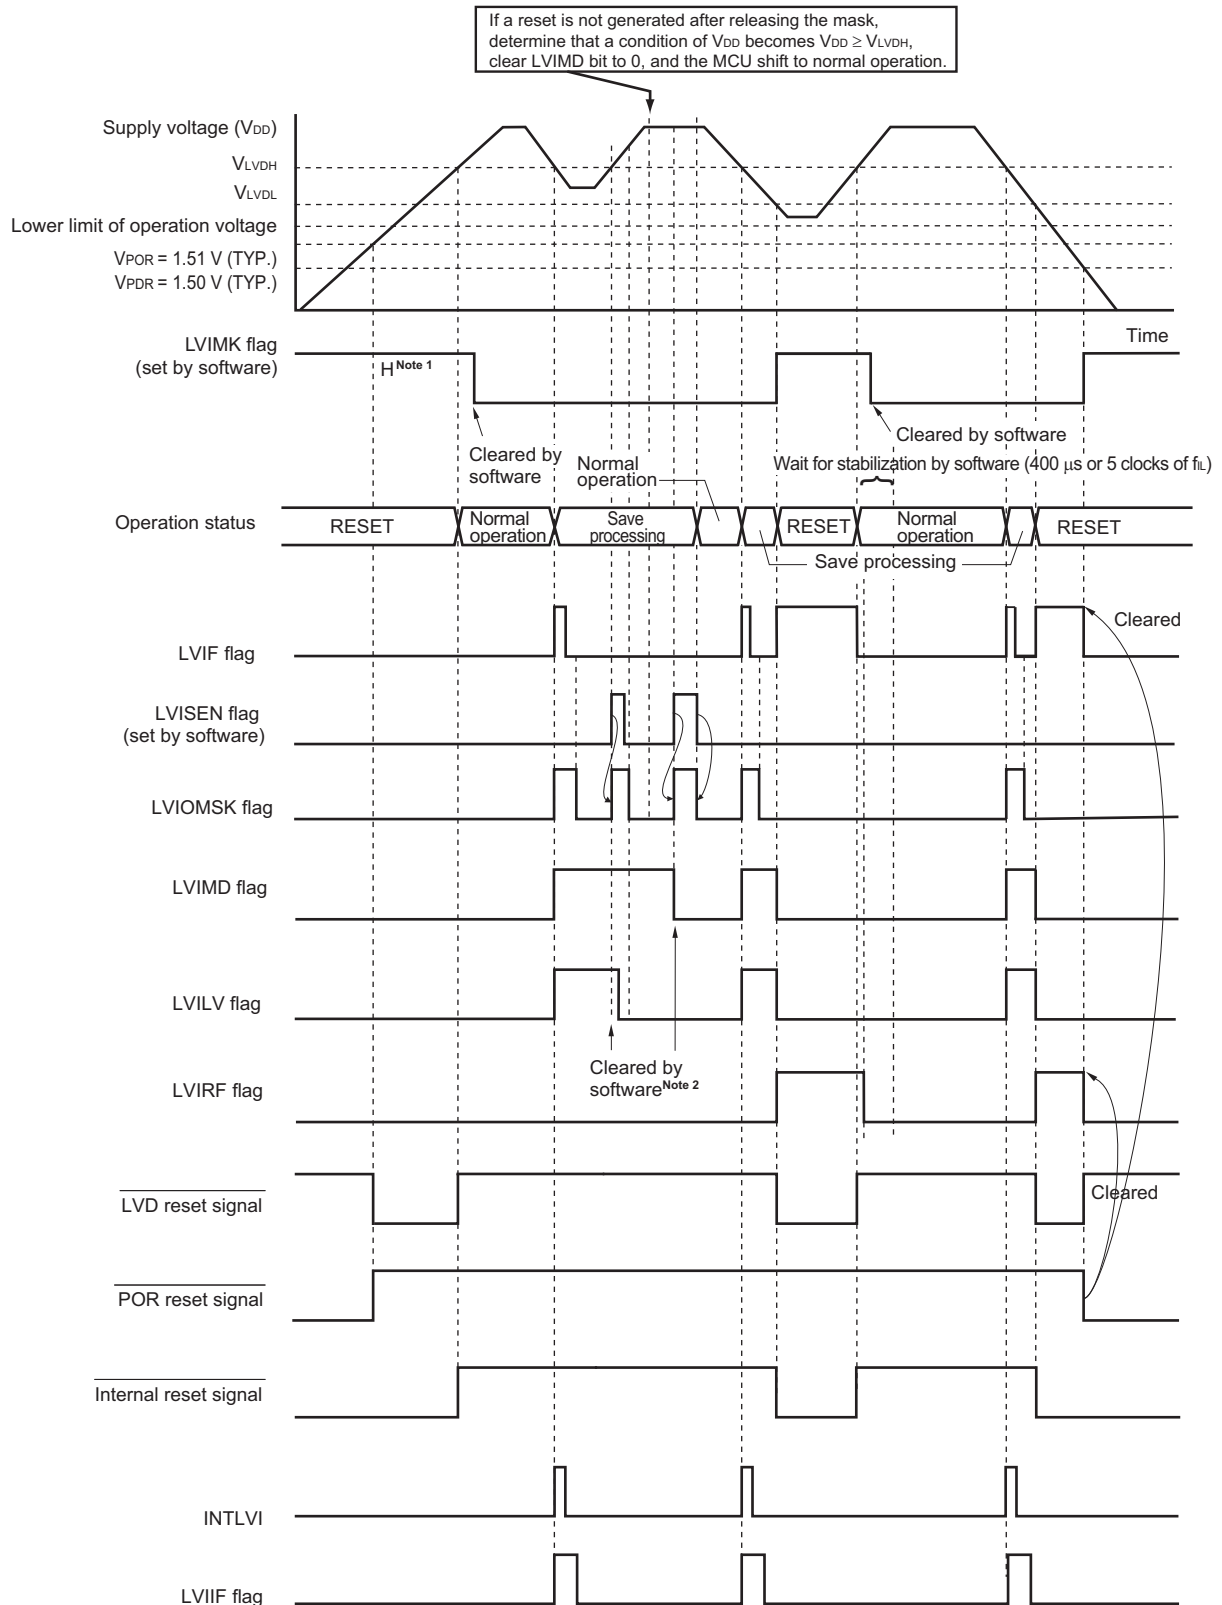 If a reset is not generated after releasing the mask,
determine that a condition of VDD becomes VDD ≥ VLVDH,
clear LVIMD bit to 0, and the MCU shift to normal operation.
Supply voltage (VDD)
VLVDH
VLVDL
Lower limit of operation voltage
VPOR = 1.51 V (TYP.)
VPDR = 1.50 V (TYP.)
Time
LVIMK flag
(set by software)
H Note 1
Cleared by
software
Cleared by software
Normal
operation
Wait for stabilization by software (400 μs or 5 clocks of fIL)
Operation status
RESET
Normal
operation
Save
processing
RESET
Normal
operation
RESET
Save processing
LVIF flag
Cleared
LVISEN flag
(set by software)
LVIOMSK flag
LVIMD flag
LVILV flag
Cleared by
software Note 2
LVIRF flag
LVD reset signal
Cleared
POR reset signal
Internal reset signal
INTLVI
LVIIF flag